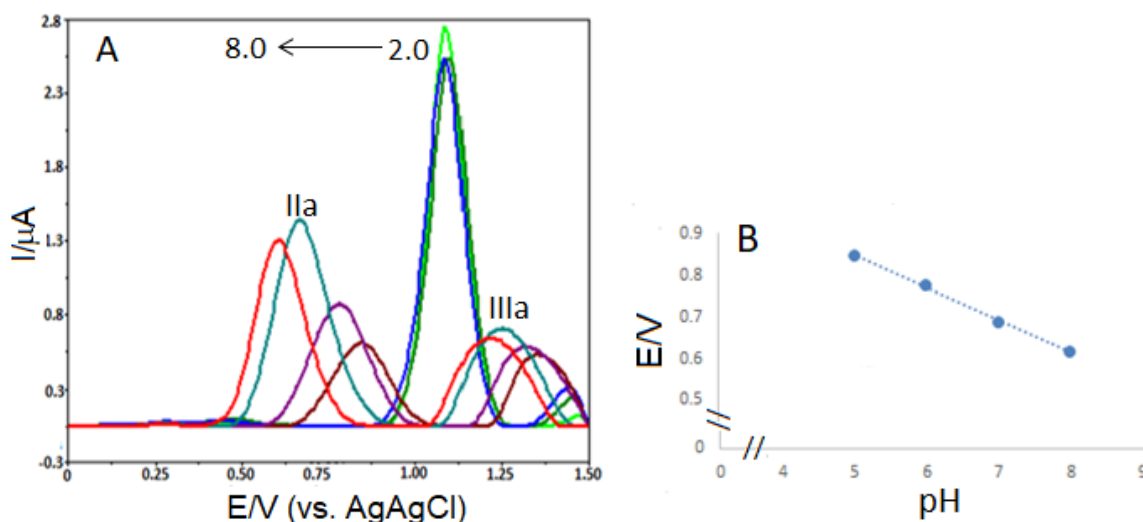 A
8.0 ← 2.0
2.8
2.3
1.8
1.3
0.8
0.3
-0.3
I/μA
IIa
IIIa
0 0.25 0.50 0.75 1.00 1.25 1.50
E/V (vs. AgAgCl)
B
0.9
0.8
0.7
0.6
0.5
0
E/V
0 4 5 6 7 8 9
pH